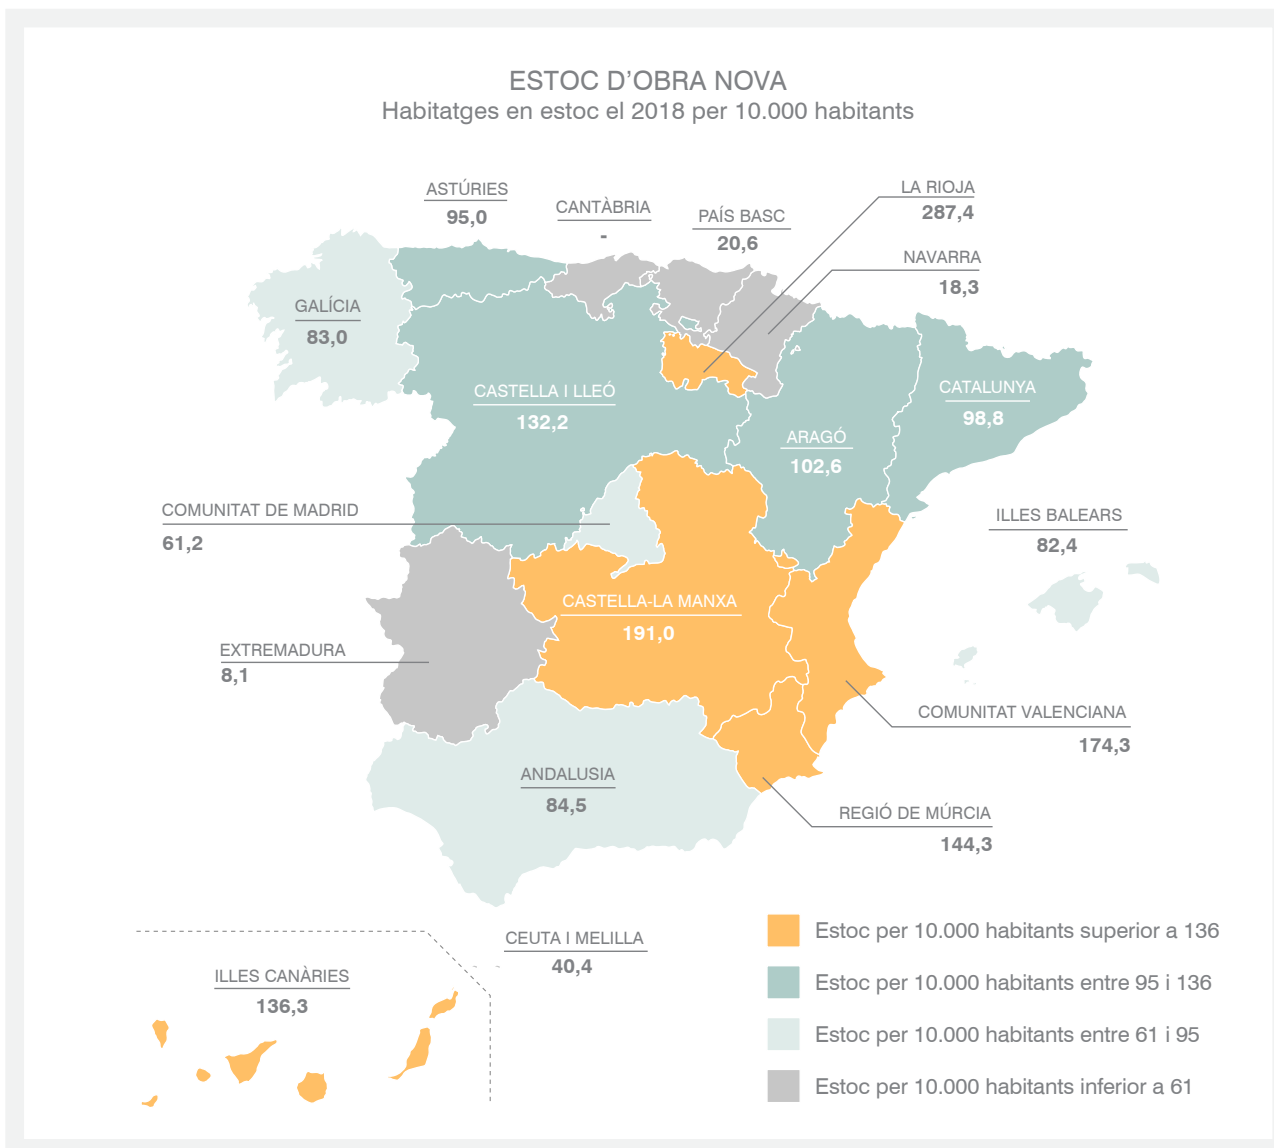 ESTOC D'OBRA NOVA
Habitatges en estoc el 2018 per 10.000 habitants
ASTÚRIES
95,0
CANTÀBRIA
-
PAÍS BASC
20,6
LA RIOJA
287,4
NAVARRA
18,3
GALÍCIA
83,0
CASTELLA I LLEÓ
132,2
ARAGÓ
102,6
CATALUNYA
98,8
COMUNITAT DE MADRID
61,2
ILLES BALEARS
82,4
CASTELLA-LA MANXA
191,0
EXTREMADURA
8,1
COMUNITAT VALENCIANA
174,3
ANDALUSIA
84,5
REGIÓ DE MÚRCIA
144,3
CEUTA I MELILLA
40,4
ILLES CANÀRIES
136,3
Estoc per 10.000 habitants superior a 136
Estoc per 10.000 habitants entre 95 i 136
Estoc per 10.000 habitants entre 61 i 95
Estoc per 10.000 habitants inferior a 61